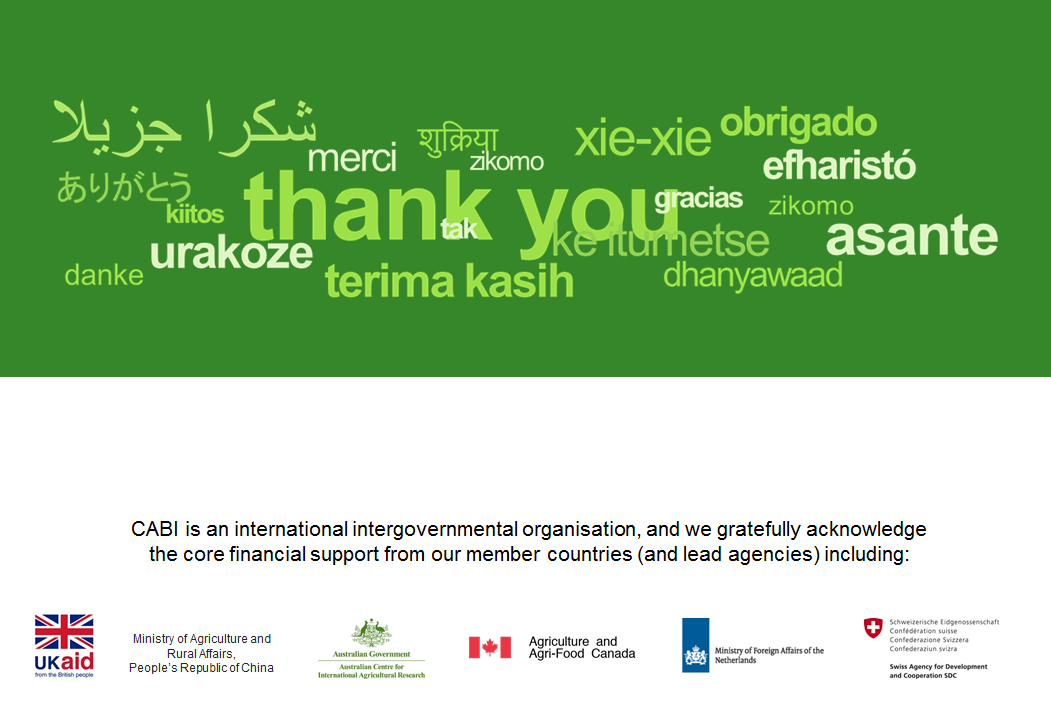 شكرا جزيلا
merci
शुक्रिया
zikomo
xie-xie
obrigado
efharistó
ありがとう
kiitos
thank you
tak
gracias
zikomo
urakoze
ke itumetse
asante
danke
terima kasih
dhanyawaad
CABI is an international intergovernmental organisation, and we gratefully acknowledge
the core financial support from our member countries (and lead agencies) including:
UKaid
from the British people
Ministry of Agriculture and
Rural Affairs,
People's Republic of China
Australian Government
Australian Centre for
International Agricultural Research
Agriculture and
Agri-Food Canada
Ministry of Foreign Affairs of the
Netherlands
Schweizerische Eidgenossenschaft
Confédération suisse
Confederazione Svizzera
Confederaziun svizra
Swiss Agency for Development
and Cooperation SDC